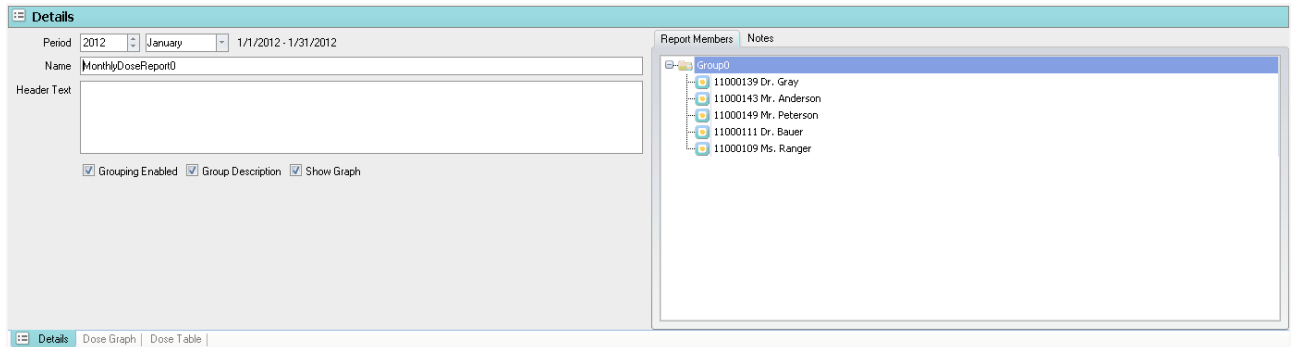 Details
Period 2012 January 1/1/2012 - 1/31/2012
Name MonthlyDoseReport0
Header Text
Grouping Enabled Group Description Show Graph
Report Members Notes
Group0
11000139 Dr. Gray
11000143 Mr. Anderson
11000149 Mr. Peterson
11000111 Dr. Bauer
11000109 Ms. Ranger
Details Dose Graph Dose Table